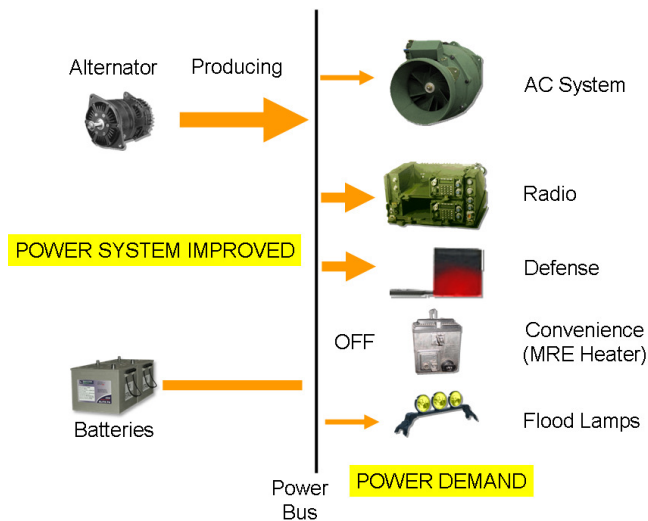 Alternator
Producing
AC System
Radio
POWER SYSTEM IMPROVED
Defense
OFF
Convenience
(MRE Heater)
Batteries
Flood Lamps
Power
Bus
POWER DEMAND